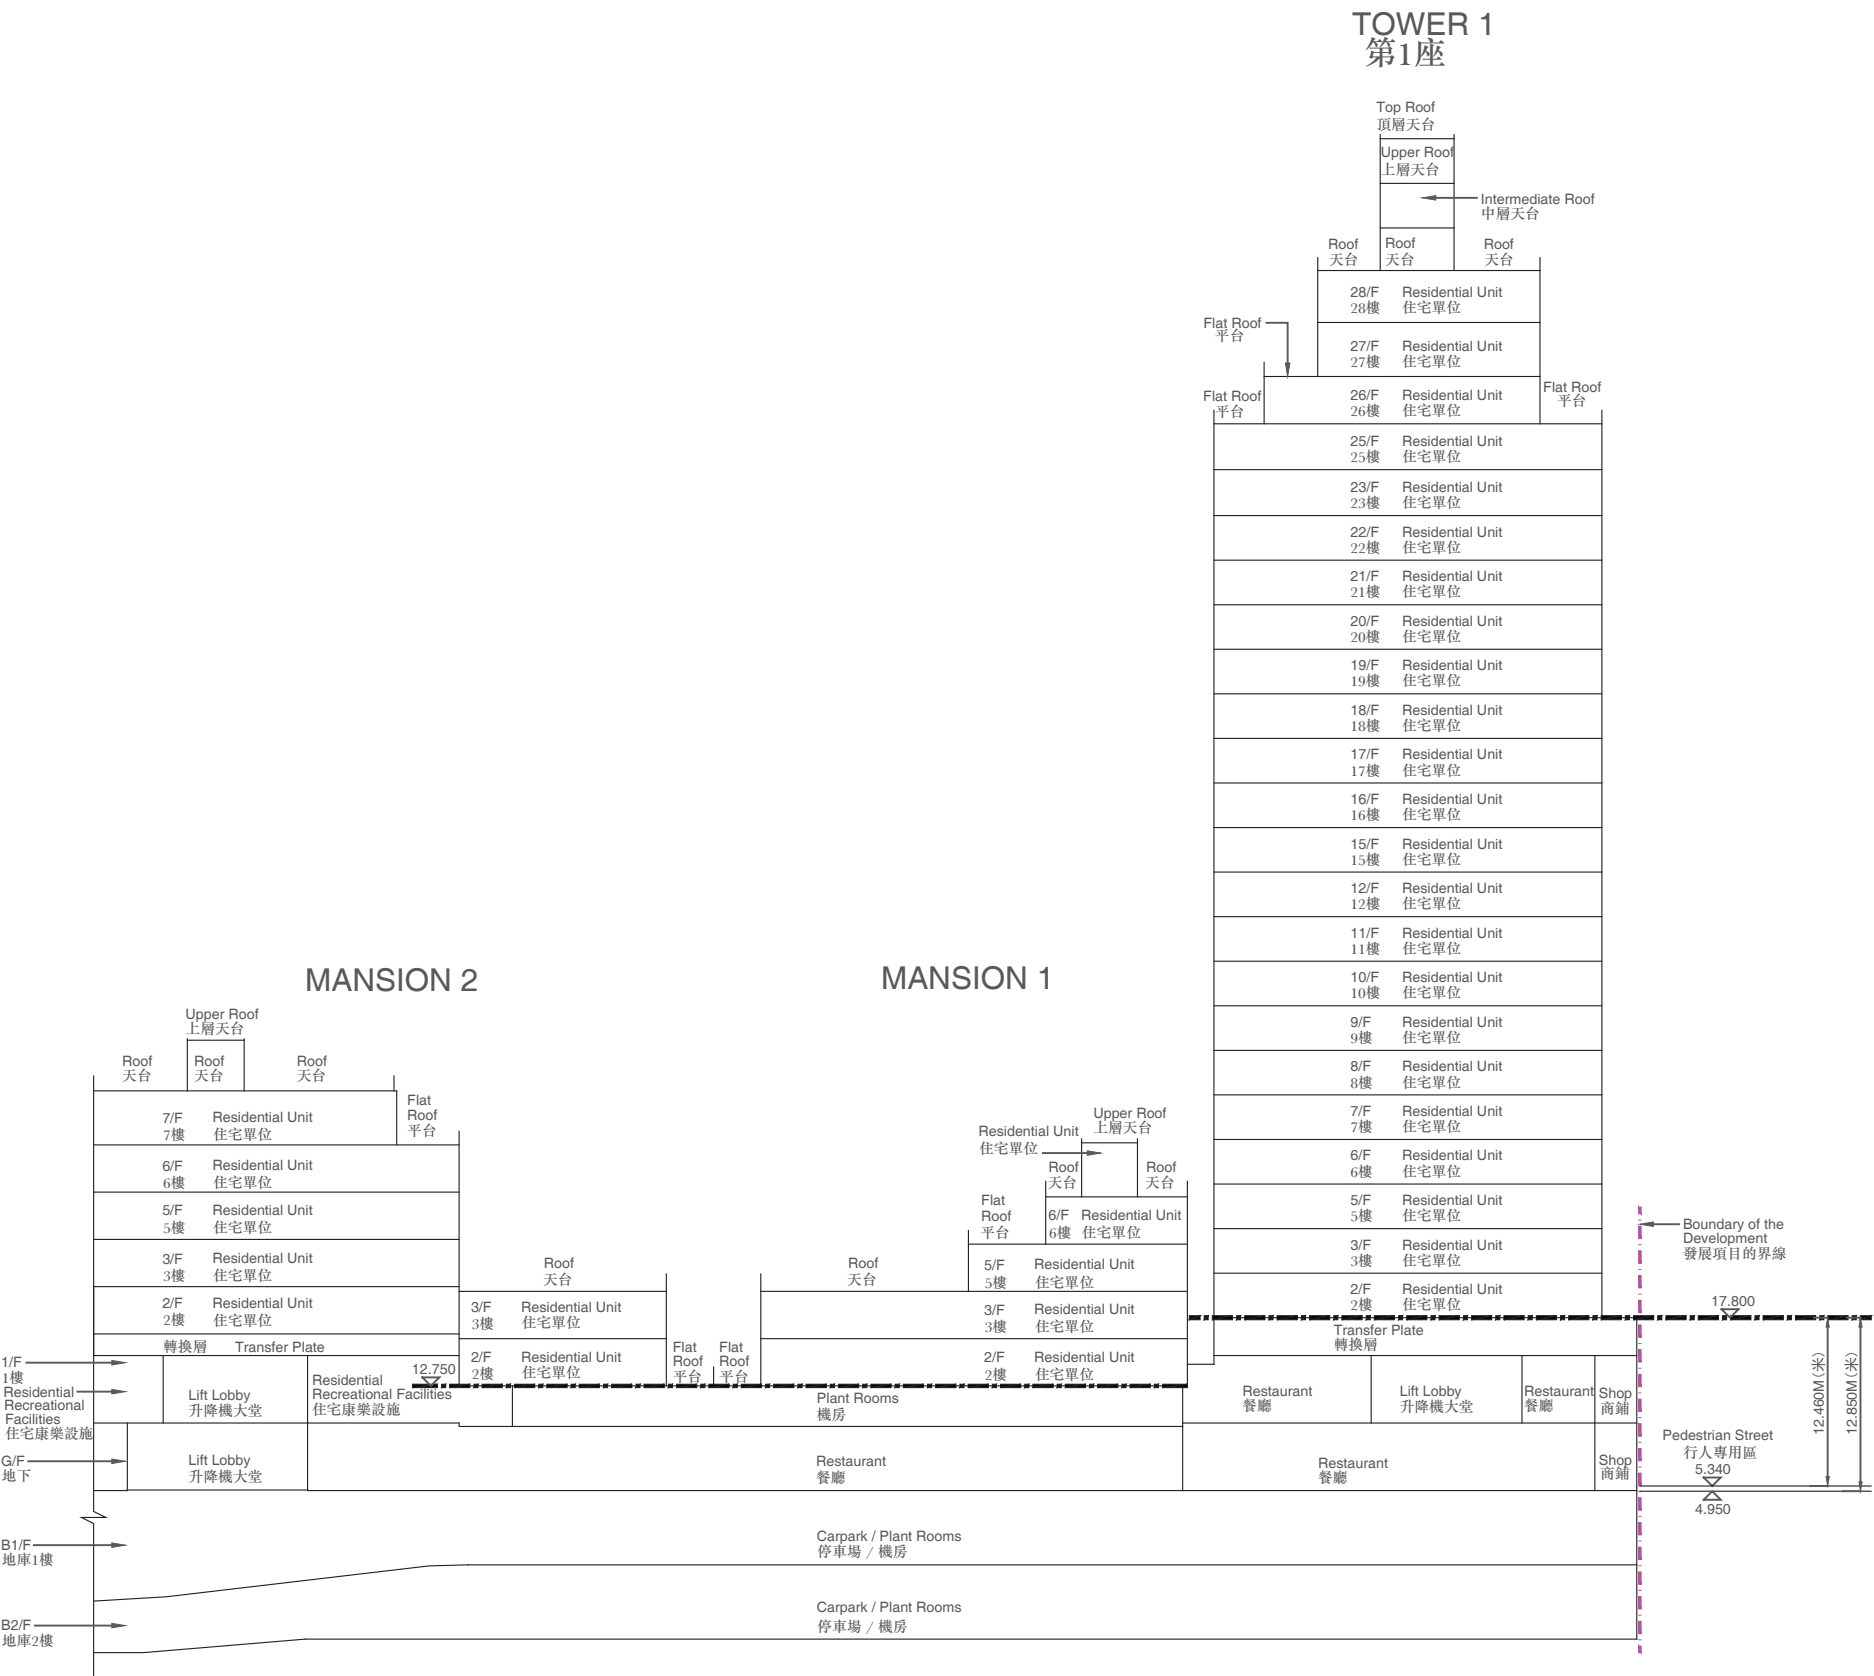 TOWER 1
第1座
Top Roof
頂層天台
Upper Roof
上層天台
Intermediate Roof
中層天台
Roof
天台
Roof
天台
Roof
天台
28/F Residential Unit
28樓 住宅單位
Flat Roof
平台
27/F Residential Unit
27樓 住宅單位
Flat Roof
平台
26/F Residential Unit
26樓 住宅單位
Flat Roof
平台
25/F Residential Unit
25樓 住宅單位
23/F Residential Unit
23樓 住宅單位
22/F Residential Unit
22樓 住宅單位
21/F Residential Unit
21樓 住宅單位
20/F Residential Unit
20樓 住宅單位
19/F Residential Unit
19樓 住宅單位
18/F Residential Unit
18樓 住宅單位
17/F Residential Unit
17樓 住宅單位
16/F Residential Unit
16樓 住宅單位
15/F Residential Unit
15樓 住宅單位
12/F Residential Unit
12樓 住宅單位
11/F Residential Unit
11樓 住宅單位
10/F Residential Unit
10樓 住宅單位
9/F Residential Unit
9樓 住宅單位
8/F Residential Unit
8樓 住宅單位
7/F Residential Unit
7樓 住宅單位
6/F Residential Unit
6樓 住宅單位
5/F Residential Unit
5樓 住宅單位
3/F Residential Unit
3樓 住宅單位
2/F Residential Unit
2樓 住宅單位
Transfer Plate
轉換層
MANSION 2
Upper Roof
上層天台
Roof
天台
Roof
天台
Roof
天台
7/F Residential Unit
7樓 住宅單位
Flat
Roof
平台
6/F Residential Unit
6樓 住宅單位
5/F Residential Unit
5樓 住宅單位
3/F Residential Unit
3樓 住宅單位
2/F Residential Unit
2樓 住宅單位
轉換層 Transfer Plate
Roof
天台
3/F Residential Unit
3樓 住宅單位
2/F Residential Unit
2樓 住宅單位
Flat
Roof
平台
Flat
Roof
平台
MANSION 1
Upper Roof
上層天台
Residential Unit
住宅單位
Roof
天台
Roof
天台
Flat
Roof
平台
6/F Residential Unit
6樓 住宅單位
Roof
天台
5/F Residential Unit
5樓 住宅單位
3/F Residential Unit
3樓 住宅單位
2/F Residential Unit
2樓 住宅單位
Boundary of the
Development
發展項目的界線
17.800
12.460M (米)
12.850M (米)
Pedestrian Street
行人專用區
5.340
4.950
1/F
1樓
Residential
Recreational
Facilities
住宅康樂設施
Lift Lobby
升降機大堂
Residential
Recreational Facilities
住宅康樂設施
12.750
Plant Rooms
機房
Restaurant
餐廳
Lift Lobby
升降機大堂
Restaurant
餐廳
Shop
商鋪
G/F
地下
Lift Lobby
升降機大堂
Restaurant
餐廳
Restaurant
餐廳
Shop
商鋪
B1/F
地庫1樓
Carpark / Plant Rooms
停車場 / 機房
B2/F
地庫2樓
Carpark / Plant Rooms
停車場 / 機房